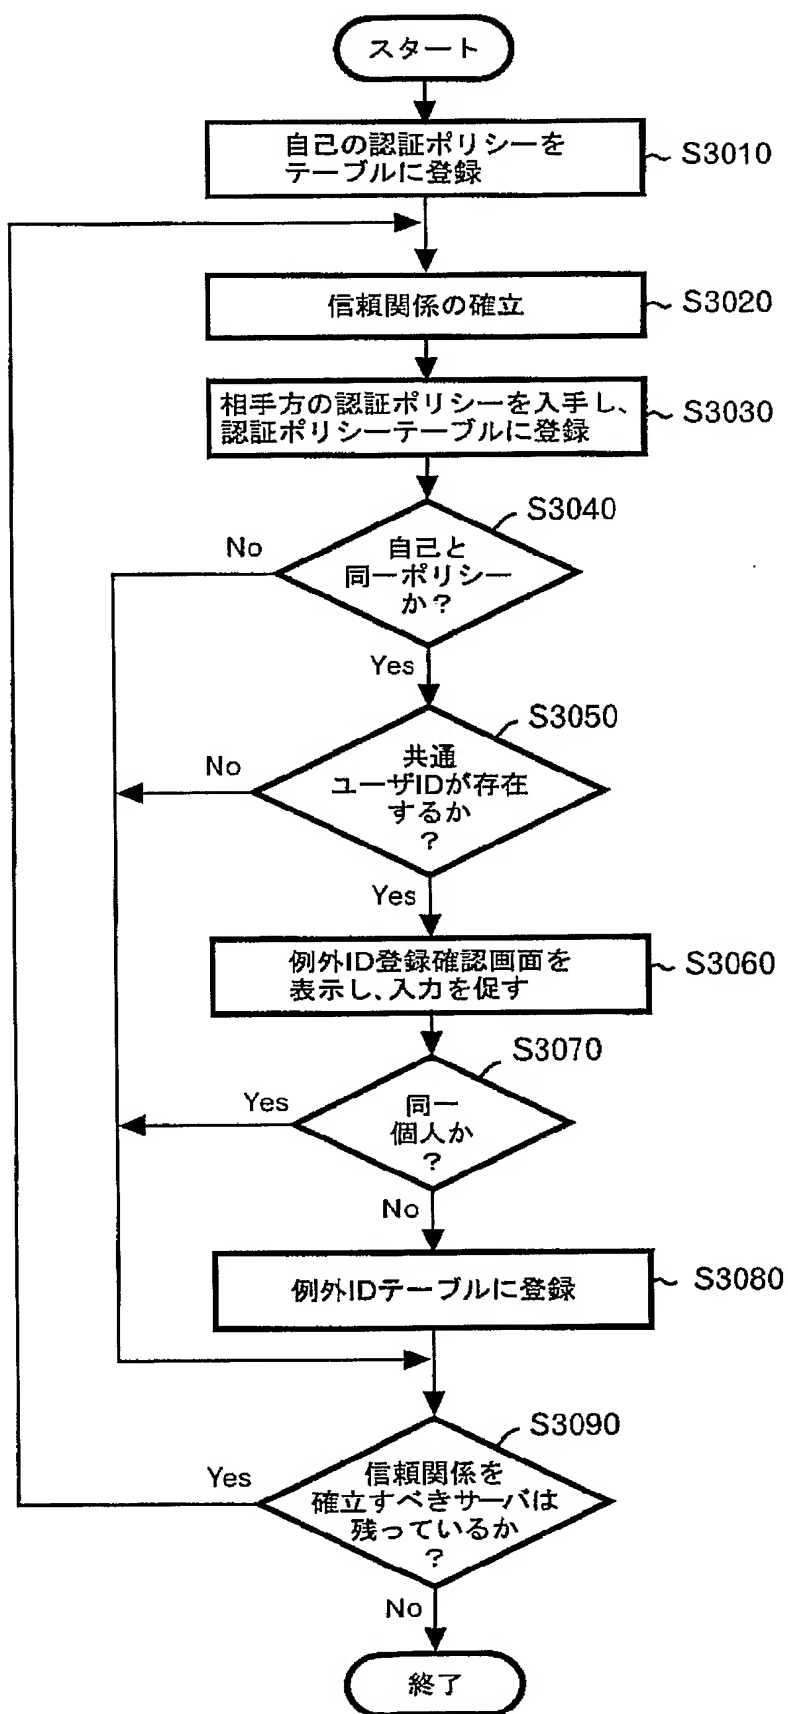 スタート
自己の認証ポリシーを
テーブルに登録
S3010
信頼関係の確立
S3020
相手方の認証ポリシーを入手し、
認証ポリシーテーブルに登録
S3030
S3040
No
自己と
同一ポリシー
か？
Yes
S3050
No
共通
ユーザIDが存在
するか
？
Yes
例外ID登録確認画面を
表示し、入力を促す
S3060
S3070
Yes
同一
個人か
？
No
例外IDテーブルに登録
S3080
S3090
Yes
信頼関係を
確立すべきサーバは
残っているか
？
No
終了